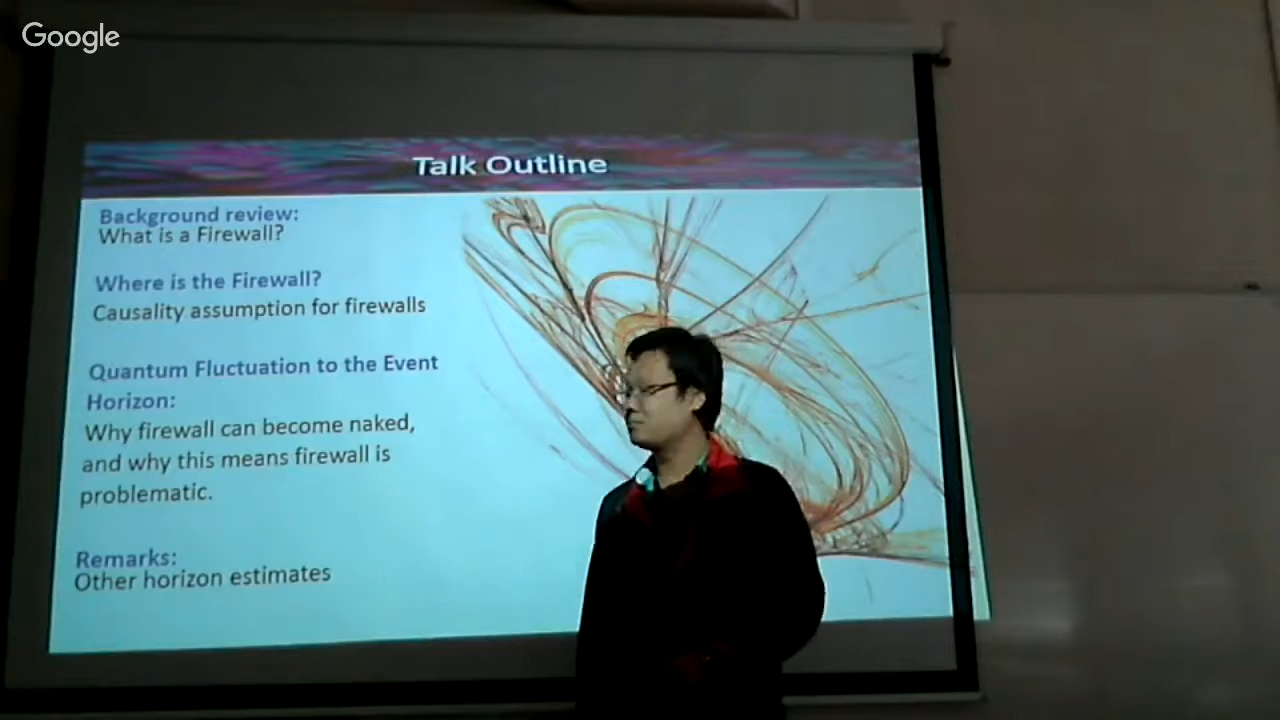 Google
Talk Outline
Background review:
What is a Firewall?
Where is the Firewall?
Causality assumption for firewalls
Quantum Fluctuation to the Event
Horizon:
Why firewall can become naked,
and why this means firewall is
problematic.
Remarks:
Other horizon estimates